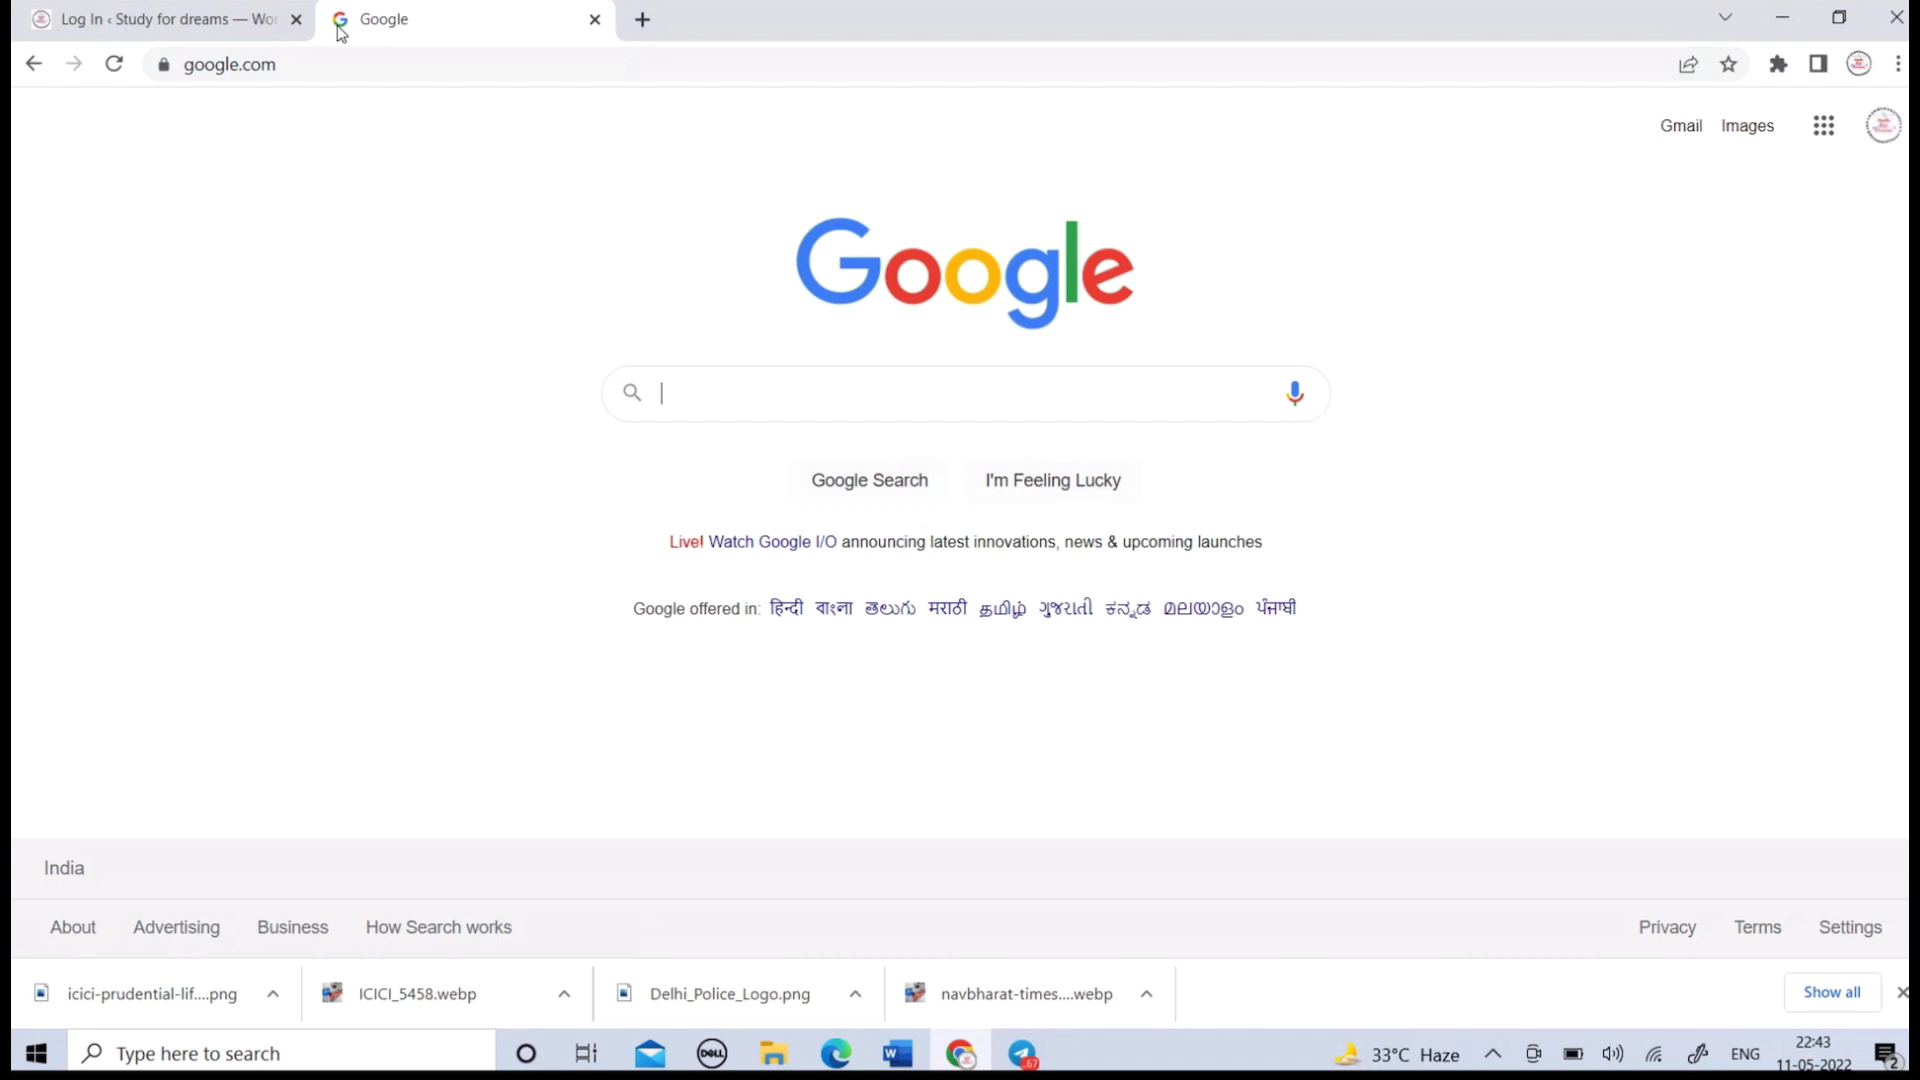 Log In ‹ Study for dreams — Wo
Google
google.com
Gmail Images
Google
Google Search I'm Feeling Lucky
Live! Watch Google I/O announcing latest innovations, news & upcoming launches
Google offered in: हिन्दी বাংলা తెలుగు मराठी தமிழ் ગુજરાતી ಕನ್ನಡ മലയാളം ਪੰਜਾਬੀ
India
About Advertising Business How Search works Privacy Terms Settings
icici-prudential-lif....png ICICI_5458.webp Delhi_Police_Logo.png navbharat-times....webp Show all
Type here to search DELL 67 33°C Haze ENG 22:43
11-05-2022 2